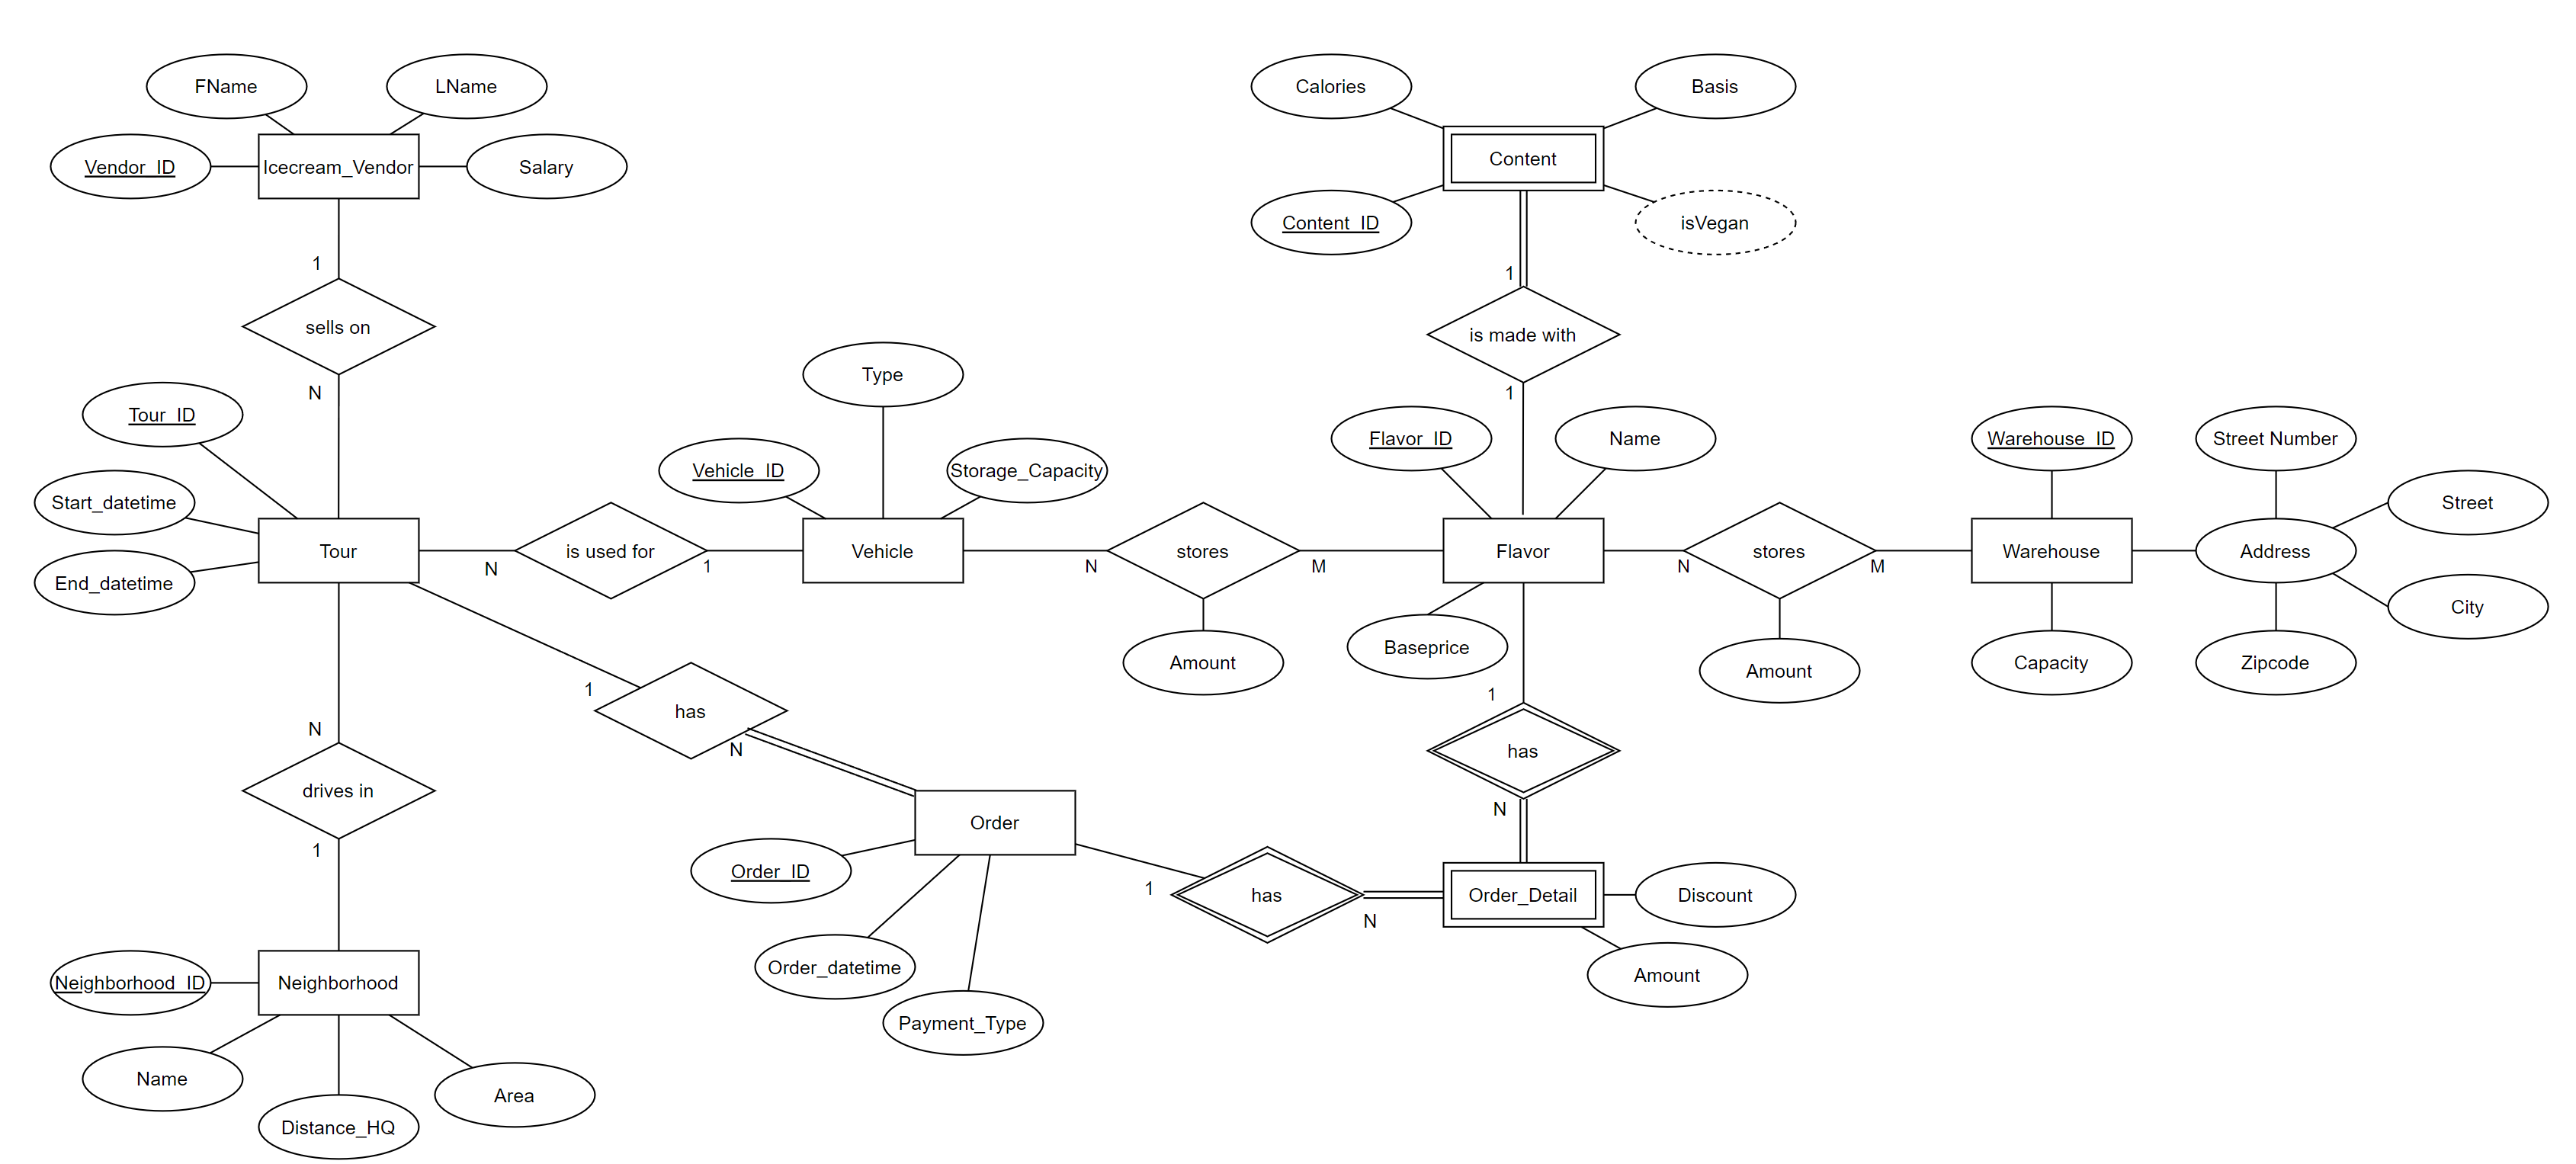 FName
LName
Calories
Basis
Vendor_ID
Icecream_Vendor
Salary
Content
Content_ID
isVegan
1
1
sells on
is made with
N
1
Type
Tour_ID
Vehicle_ID
Storage_Capacity
Flavor_ID
Name
Warehouse_ID
Street Number
Start_datetime
Street
Tour
is used for
Vehicle
stores
Flavor
stores
Warehouse
Address
N
1
N
M
N
M
End_datetime
City
Baseprice
Amount
Amount
Capacity
Zipcode
1
has
N
1
has
N
N
drives in
1
Order
Order_ID
1
has
N
Order_Detail
Discount
Order_datetime
Amount
Neighborhood_ID
Neighborhood
Payment_Type
Name
Distance_HQ
Area